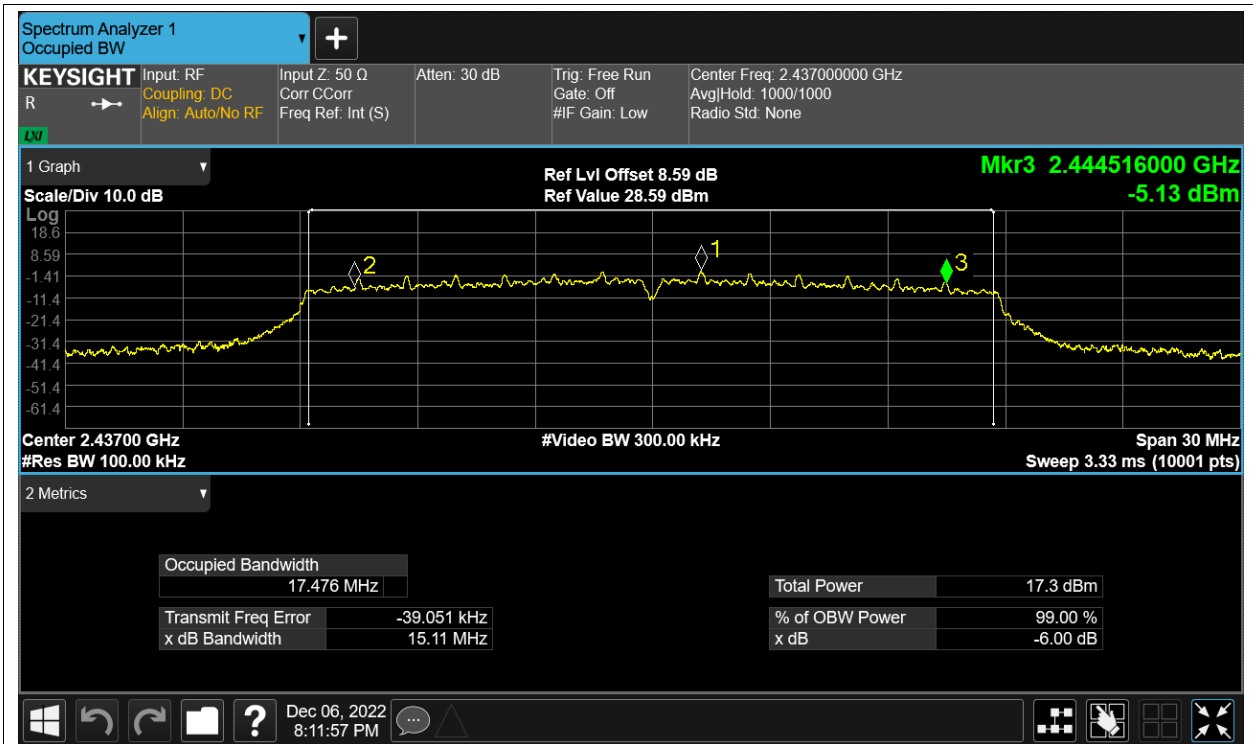 Spectrum Analyzer 1
Occupied BW
KEYSIGHT
R
LXI
Input: RF
Coupling: DC
Align: Auto/No RF
Input Z: 50 Ω
Corr CCorr
Freq Ref: Int (S)
Atten: 30 dB
Trig: Free Run
Gate: Off
#IF Gain: Low
Center Freq: 2.437000000 GHz
Avg|Hold: 1000/1000
Radio Std: None
1 Graph
Scale/Div 10.0 dB
Ref Lvl Offset 8.59 dB
Ref Value 28.59 dBm
Mkr3 2.444516000 GHz
-5.13 dBm
Log
18.6
8.59
-1.41
-11.4
-21.4
-31.4
-41.4
-51.4
-61.4
2
1
3
Center 2.43700 GHz
#Video BW 300.00 kHz
Span 30 MHz
#Res BW 100.00 kHz
Sweep 3.33 ms (10001 pts)
2 Metrics
Occupied Bandwidth
17.476 MHz
Total Power 17.3 dBm
Transmit Freq Error -39.051 kHz
% of OBW Power 99.00 %
x dB Bandwidth 15.11 MHz
x dB -6.00 dB
?
Dec 06, 2022
8:11:57 PM